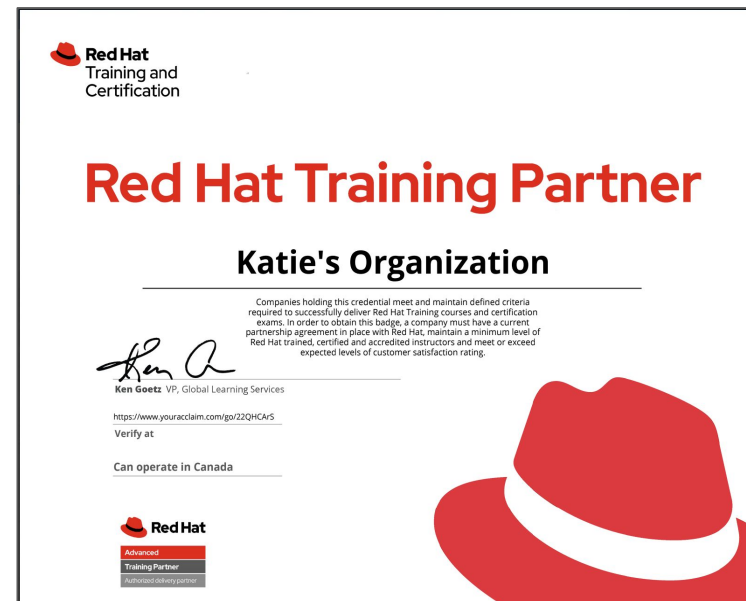 Red Hat
Training and
Certification
Red Hat Training Partner
Katie's Organization
Companies holding this credential meet and maintain defined criteria
required to successfully deliver Red Hat Training courses and certification
exams. In order to obtain this badge, a company must have a current
partnership agreement in place with Red Hat, maintain a minimum level of
Red Hat trained, certified and accredited instructors and meet or exceed
expected levels of customer satisfaction rating.
Ken Goetz VP, Global Learning Services
https://www.youracclaim.com/go/22QHCArS
Verify at
Can operate in Canada
Red Hat
Advanced
Training Partner
Authorized delivery partner